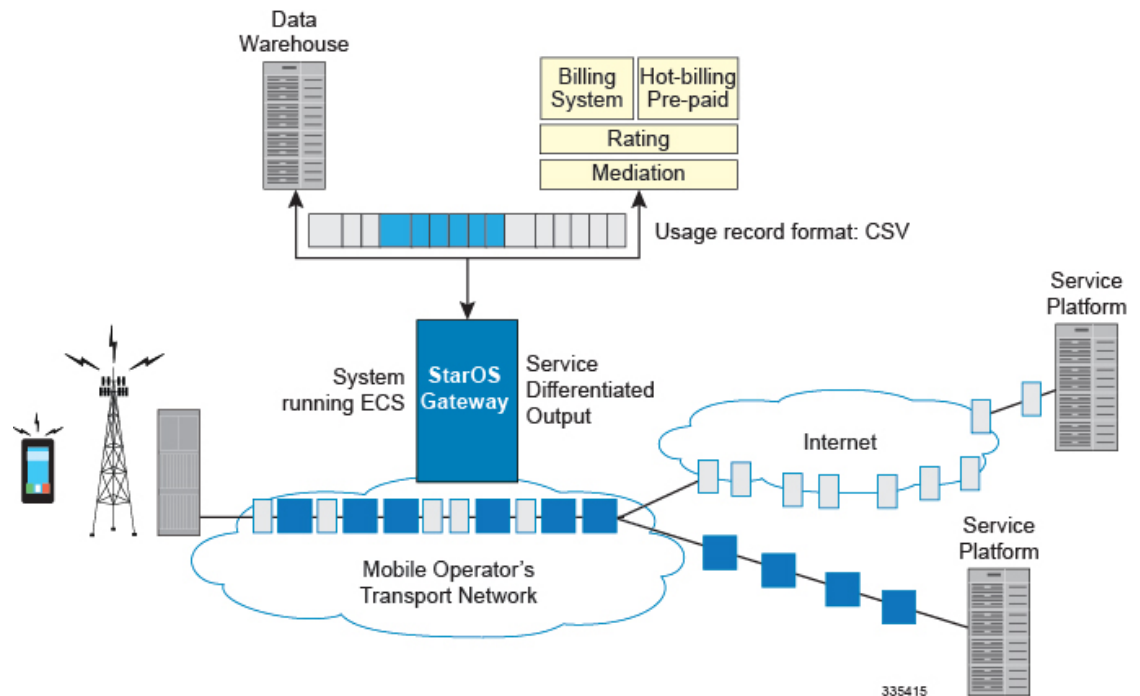 Data
Warehouse
Billing
System
Hot-billing
Pre-paid
Rating
Mediation
Usage record format: CSV
Service
Platform
System
running ECS
StarOS
Gateway
Service
Differentiated
Output
Internet
Mobile Operator's
Transport Network
Service
Platform
335415